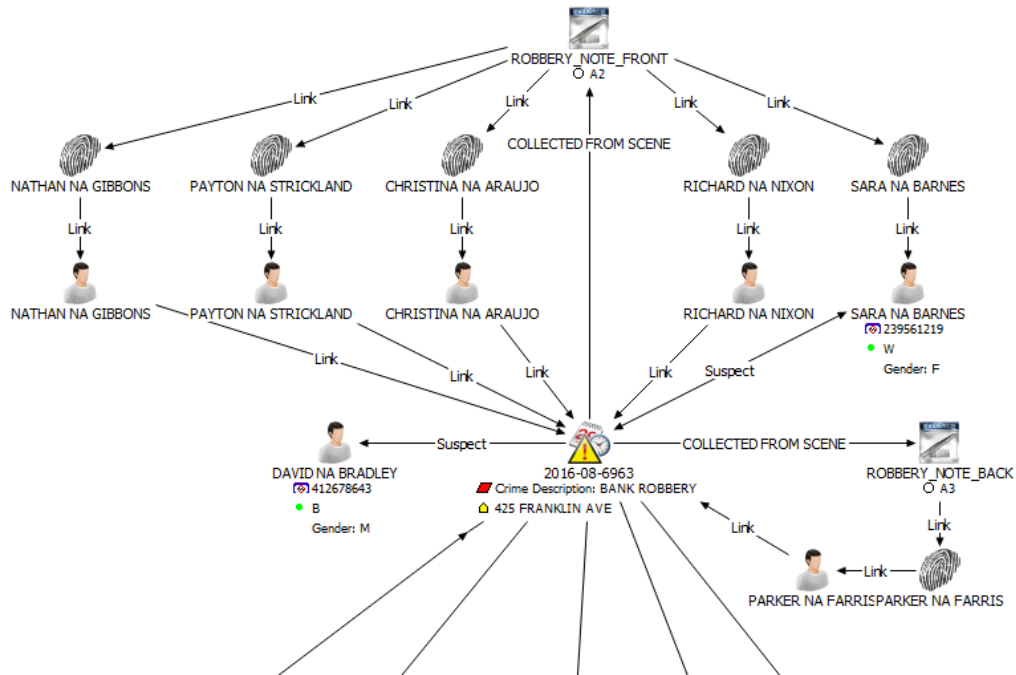 ROBBERY_NOTE_FRONT
A2
Link
Link
Link
Link
Link
COLLECTED FROM SCENE
NATHAN NA GIBBONS
PAYTON NA STRICKLAND
CHRISTINA NA ARAUJO
RICHARD NA NIXON
SARA NA BARNES
Link
Link
Link
Link
Link
NATHAN NA GIBBONS
PAYTON NA STRICKLAND
CHRISTINA NA ARAUJO
RICHARD NA NIXON
SARA NA BARNES
239561219
W
Gender: F
Link
Link
Link
Link
Suspect
Suspect
COLLECTED FROM SCENE
DAVID NA BRADLEY
412678643
B
Gender: M
2016-08-6963
Crime Description: BANK ROBBERY
425 FRANKLIN AVE
ROBBERY_NOTE_BACK
A3
Link
Link
Link
PARKER NA FARRIS
PARKER NA FARRIS